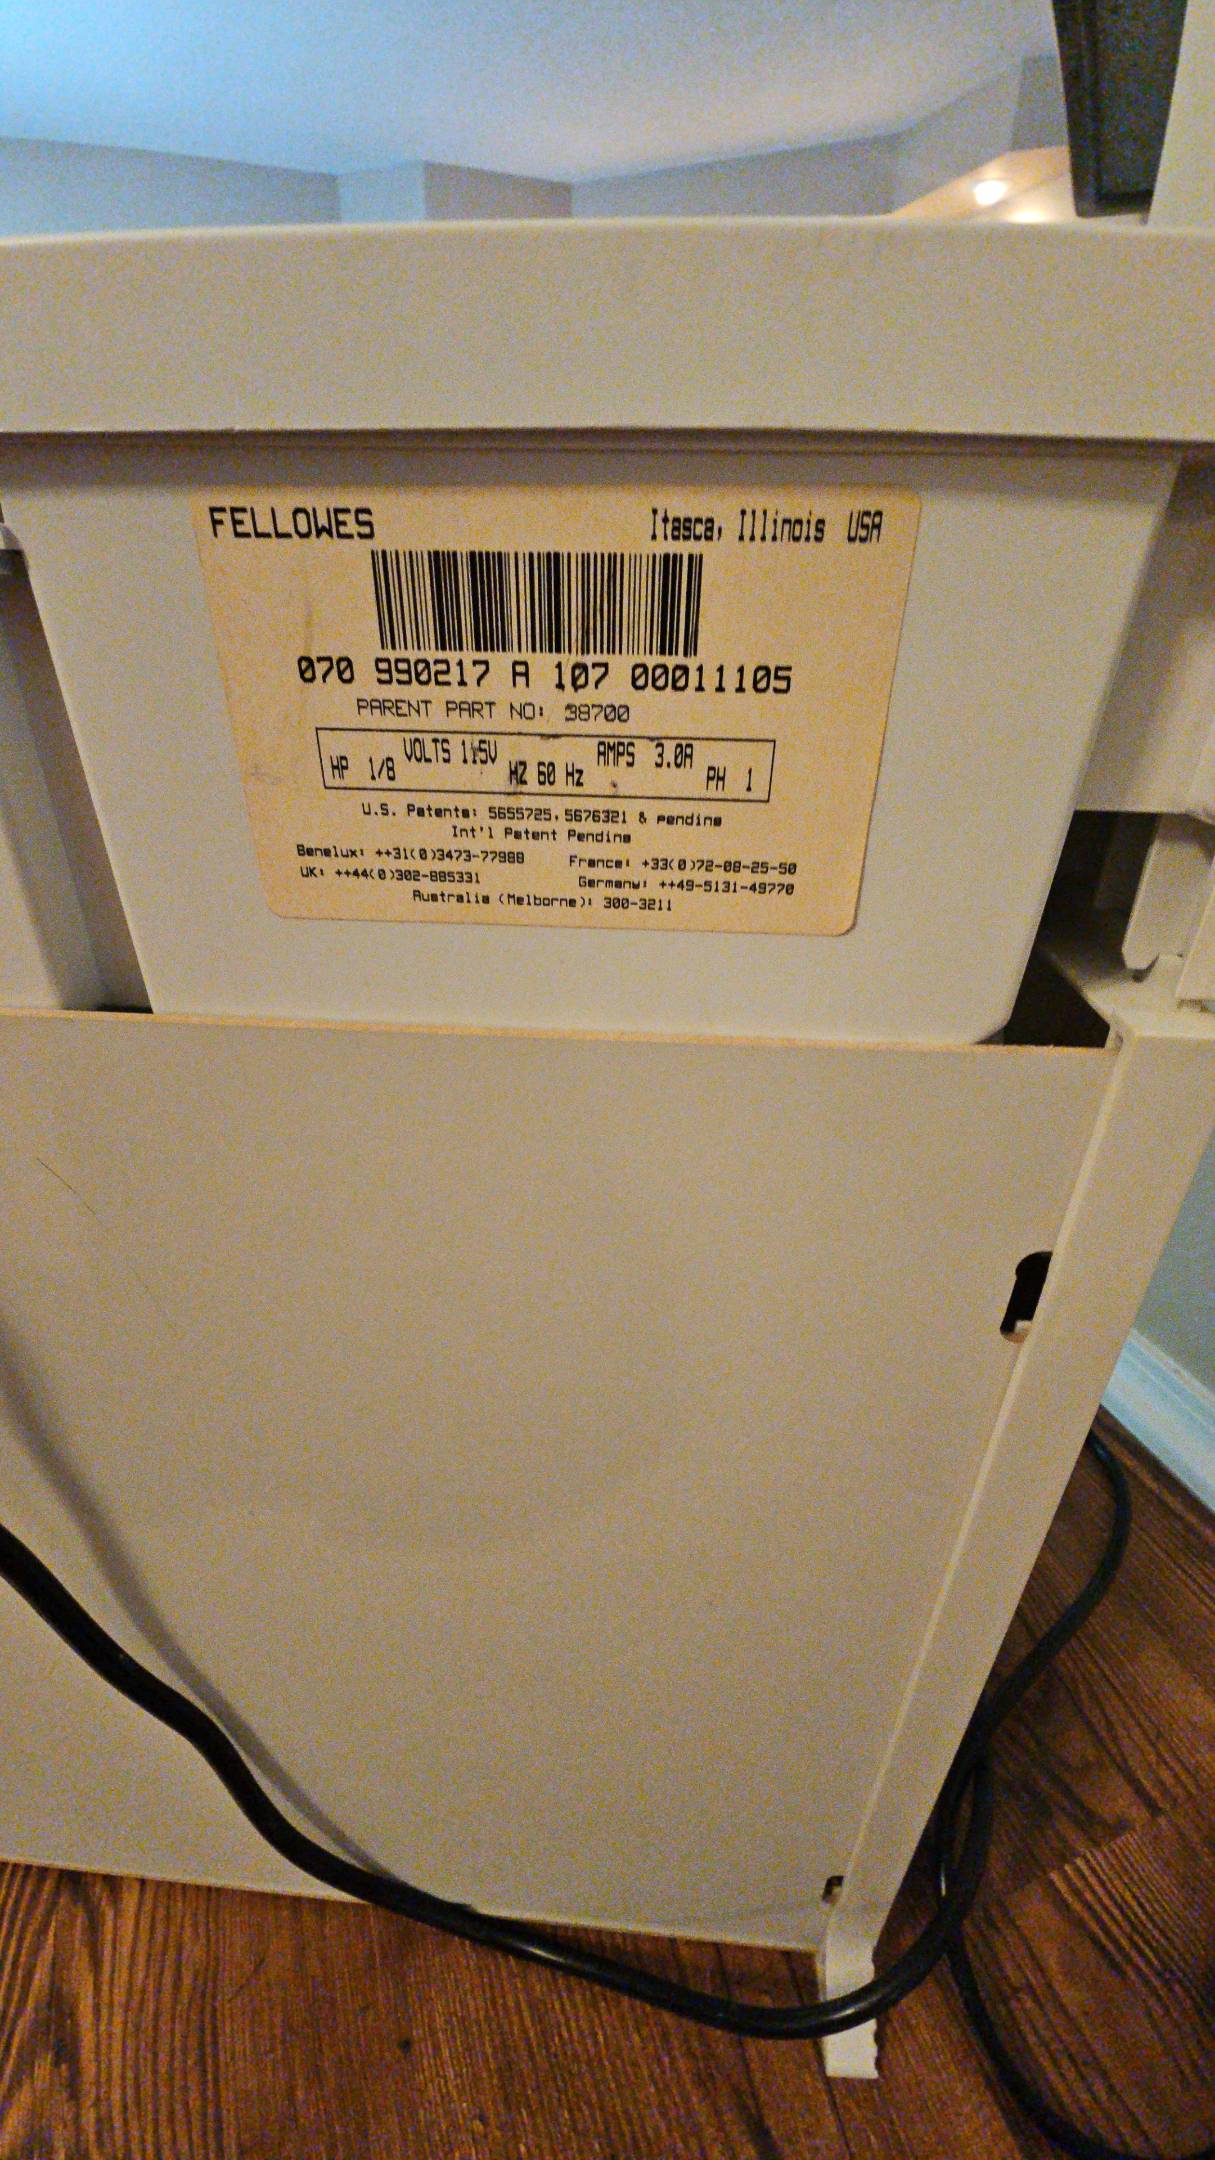 FELLOWES Itasca, Illinois USA
070 990217 A 107 00011105
PARENT PART NO: 38700
HP 1/8 VOLTS 115V HZ 60 Hz AMPS 3.0A PH 1
U.S. Patents: 5655725, 5676321 & pending
Int'l Patent Pending
Benelux: ++31(0)3473-77988 France: +33(0)72-08-25-50
UK: ++44(0)302-885331 Germany: ++49-5131-49770
Australia (Melborne): 300-3211